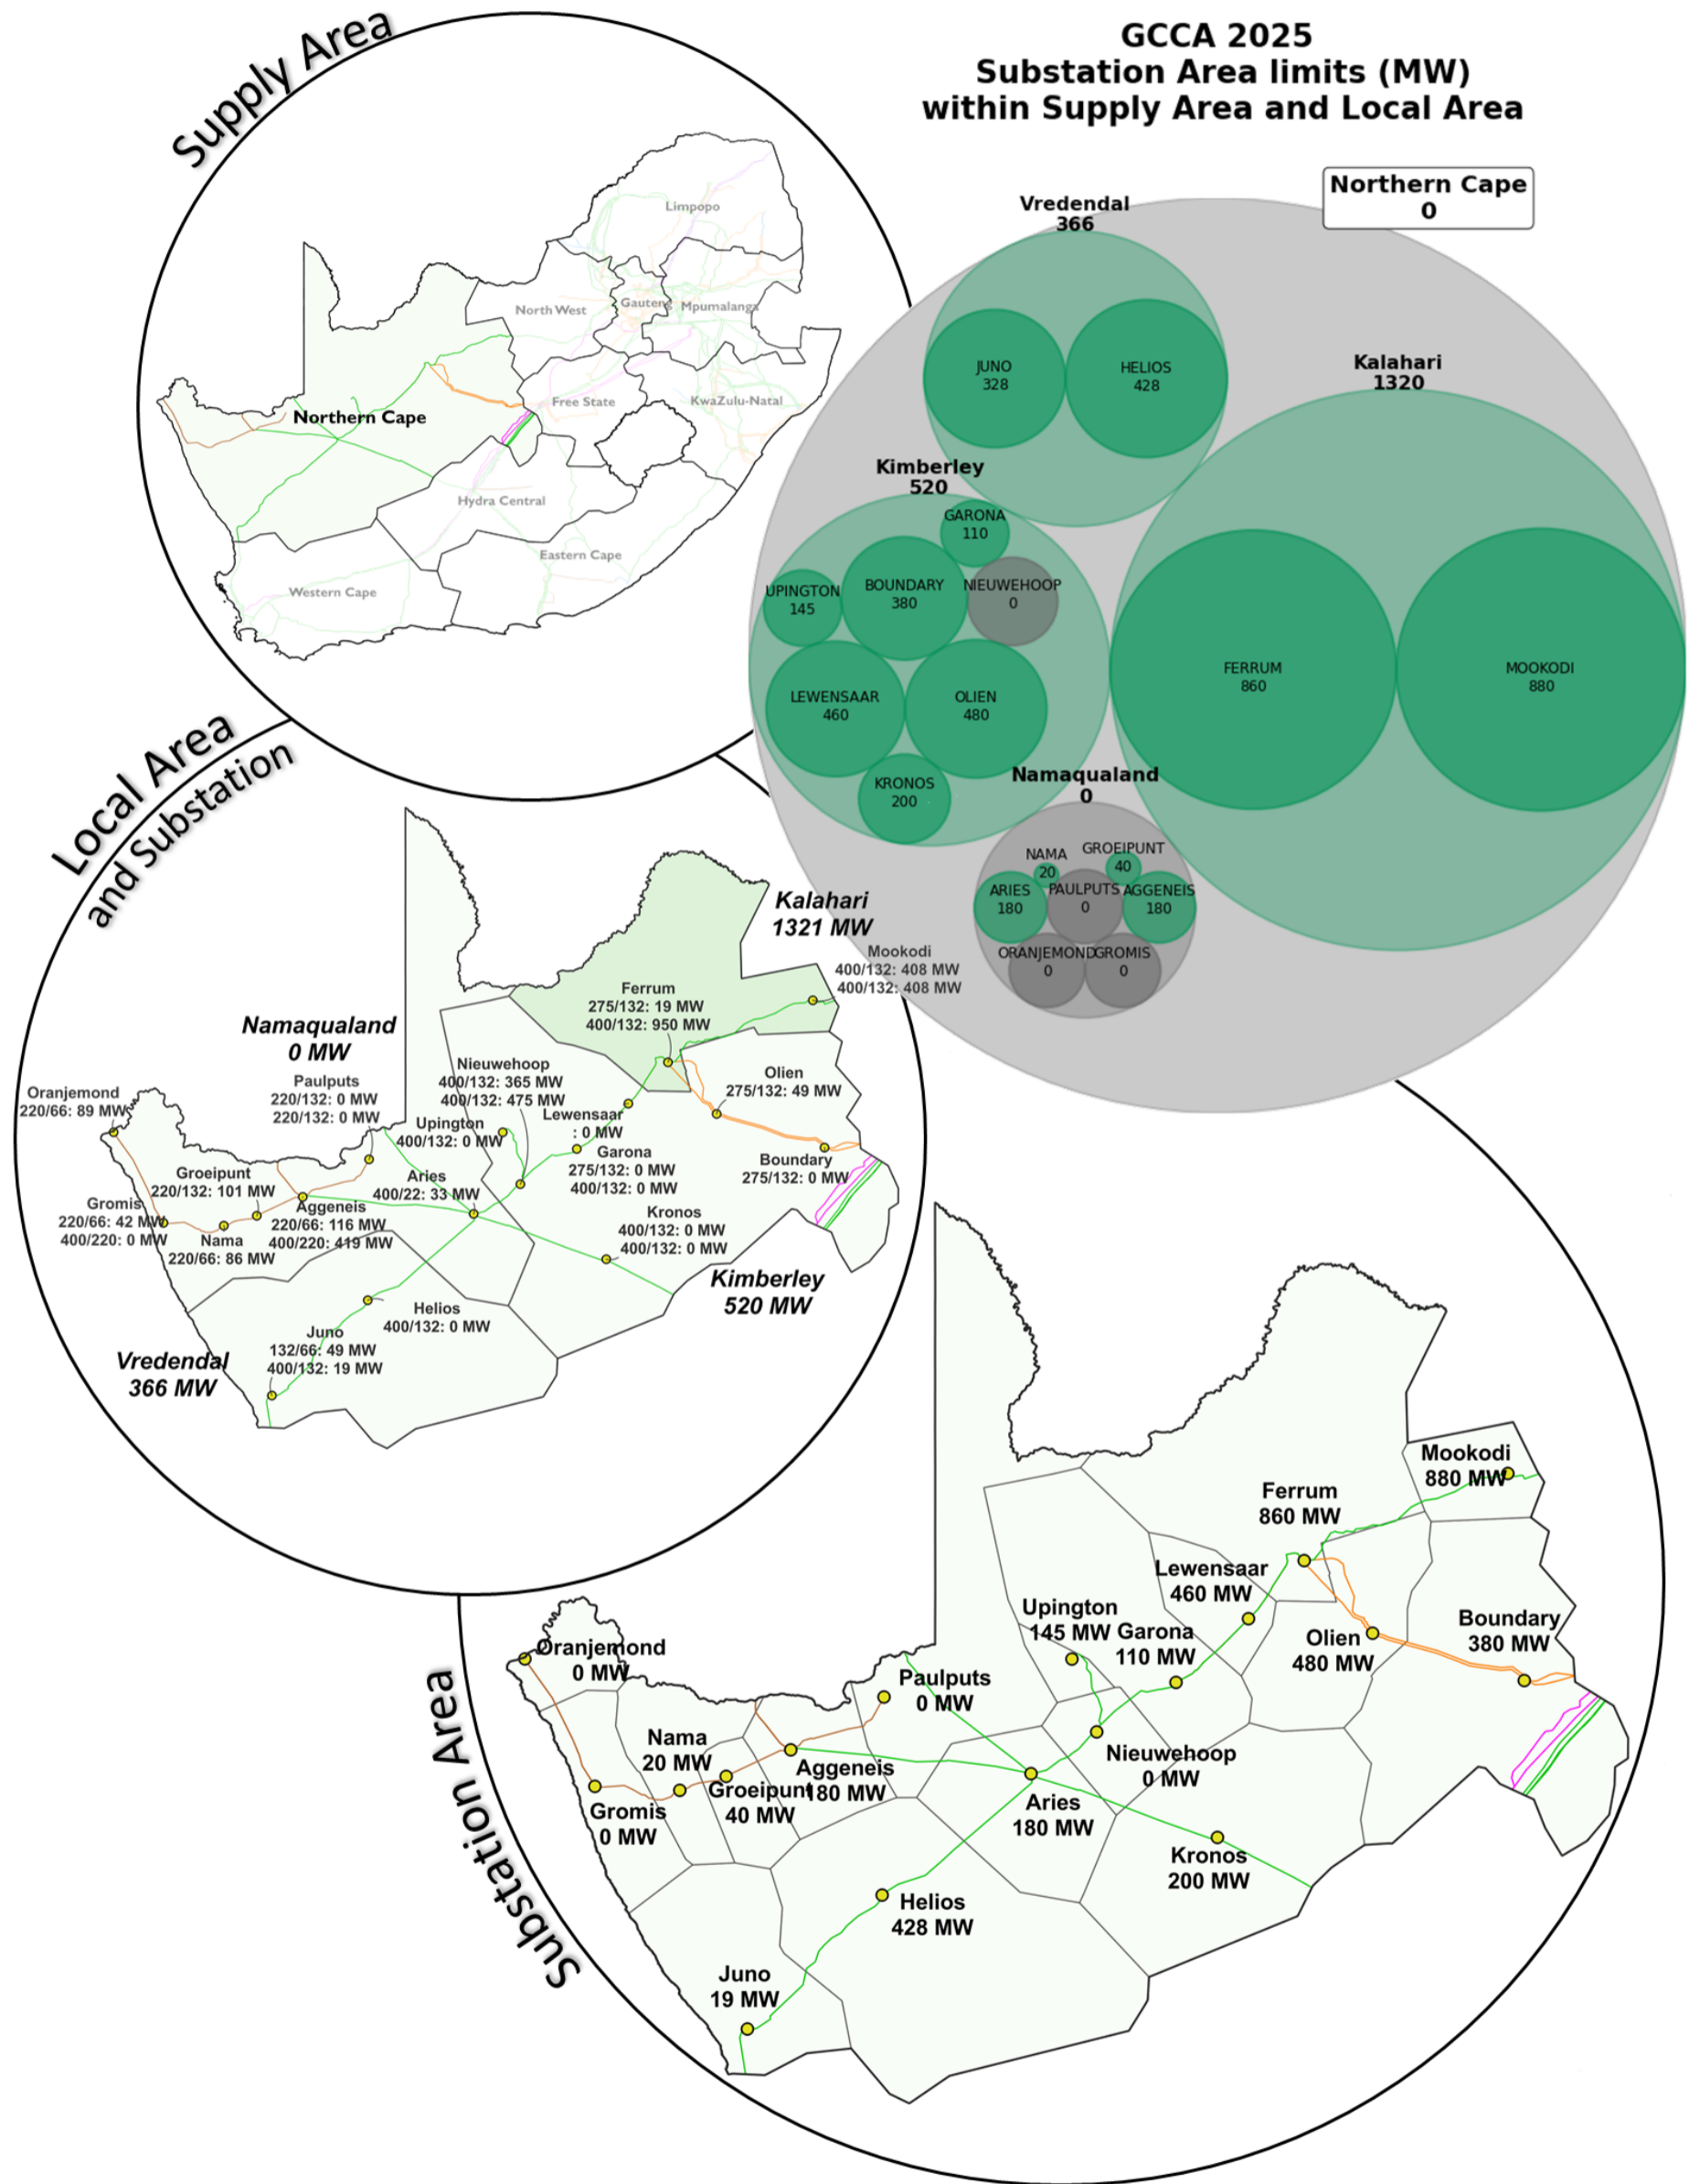 Supply Area
GCCA 2025
Substation Area limits (MW)
within Supply Area and Local Area
Limpopo
North West
Gauteng
Mpumalanga
Northern Cape
Free State
KwaZulu-Natal
Hydra Central
Eastern Cape
Western Cape
Northern Cape
0
Vredendal
366
JUNO
328
HELIOS
428
Kalahari
1320
FERRUM
860
MOOKODI
880
Kimberley
520
GARONA
110
UPINGTON
145
BOUNDARY
380
NIEUWEHOOP
0
LEWENSAAR
460
OLIEN
480
KRONOS
200
Namaqualand
0
NAMA
20
GROEIPUNT
40
ARIES
180
PAULPUTS
0
AGGENEIS
180
ORANJEMOND
0
GROMIS
0
Local Area
and Substation
Kalahari
1321 MW
Mookodi
400/132: 408 MW
400/132: 408 MW
Ferrum
275/132: 19 MW
400/132: 950 MW
Namaqualand
0 MW
Nieuwehoop
400/132: 365 MW
400/132: 475 MW
Olien
275/132: 49 MW
Oranjemond
220/66: 89 MW
Paulputs
220/132: 0 MW
220/132: 0 MW
Upington
400/132: 0 MW
Lewensaar
: 0 MW
Garona
275/132: 0 MW
400/132: 0 MW
Boundary
275/132: 0 MW
Groeipunt
220/132: 101 MW
Aries
400/22: 33 MW
Gromis
220/66: 42 MW
400/220: 0 MW
Aggeneis
220/66: 116 MW
400/220: 419 MW
Nama
220/66: 86 MW
Kronos
400/132: 0 MW
400/132: 0 MW
Kimberley
520 MW
Helios
400/132: 0 MW
Juno
132/66: 49 MW
400/132: 19 MW
Vredendal
366 MW
Substation Area
Mookodi
880 MW
Ferrum
860 MW
Lewensaar
460 MW
Upington
145 MW
Garona
110 MW
Olien
480 MW
Boundary
380 MW
Oranjemond
0 MW
Paulputs
0 MW
Nama
20 MW
Groeipunt
40 MW
Aggeneis
180 MW
Nieuwehoop
0 MW
Gromis
0 MW
Aries
180 MW
Kronos
200 MW
Helios
428 MW
Juno
19 MW